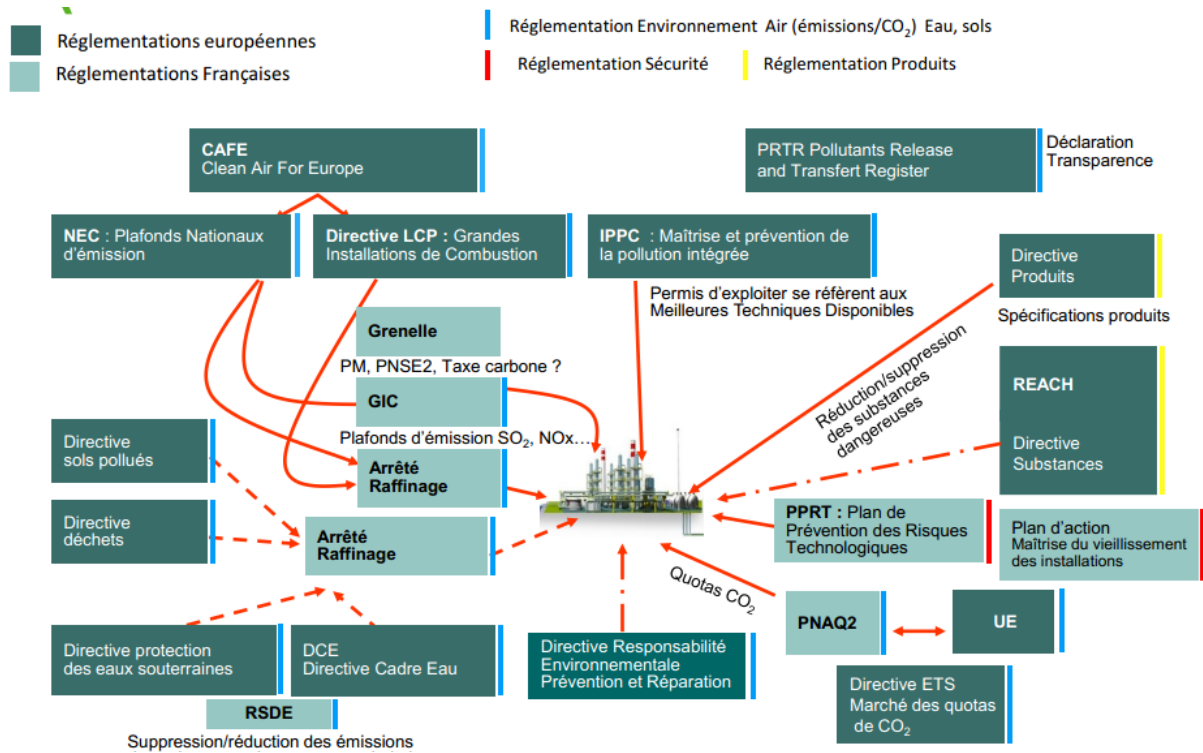 Réglementations européennes
Réglementations Françaises
Réglementation Environnement Air (émissions/CO₂) Eau, sols
Réglementation Sécurité
Réglementation Produits
CAFE
Clean Air For Europe
PRTR Pollutants Release
and Transfert Register
Déclaration
Transparence
NEC : Plafonds Nationaux
d'émission
Directive LCP : Grandes
Installations de Combustion
IPPC : Maîtrise et prévention de
la pollution intégrée
Directive
Produits
Permis d'exploiter se réfèrent aux
Meilleures Techniques Disponibles
Spécifications produits
Grenelle
PM, PNSE2, Taxe carbone ?
GIC
Plafonds d'émission SO₂, NOx…
Réduction/suppression
des substances
dangereuses
REACH
Directive
Substances
Directive
sols pollués
Arrêté
Raffinage
Directive
déchets
Arrêté
Raffinage
PPRT : Plan de
Prévention des Risques
Technologiques
Plan d'action
Maîtrise du vieillissement
des installations
Quotas CO₂
PNAQ2
UE
Directive protection
des eaux souterraines
DCE
Directive Cadre Eau
Directive Responsabilité
Environnementale
Prévention et Réparation
Directive ETS
Marché des quotas
de CO₂
RSDE
Suppression/réduction des émissions